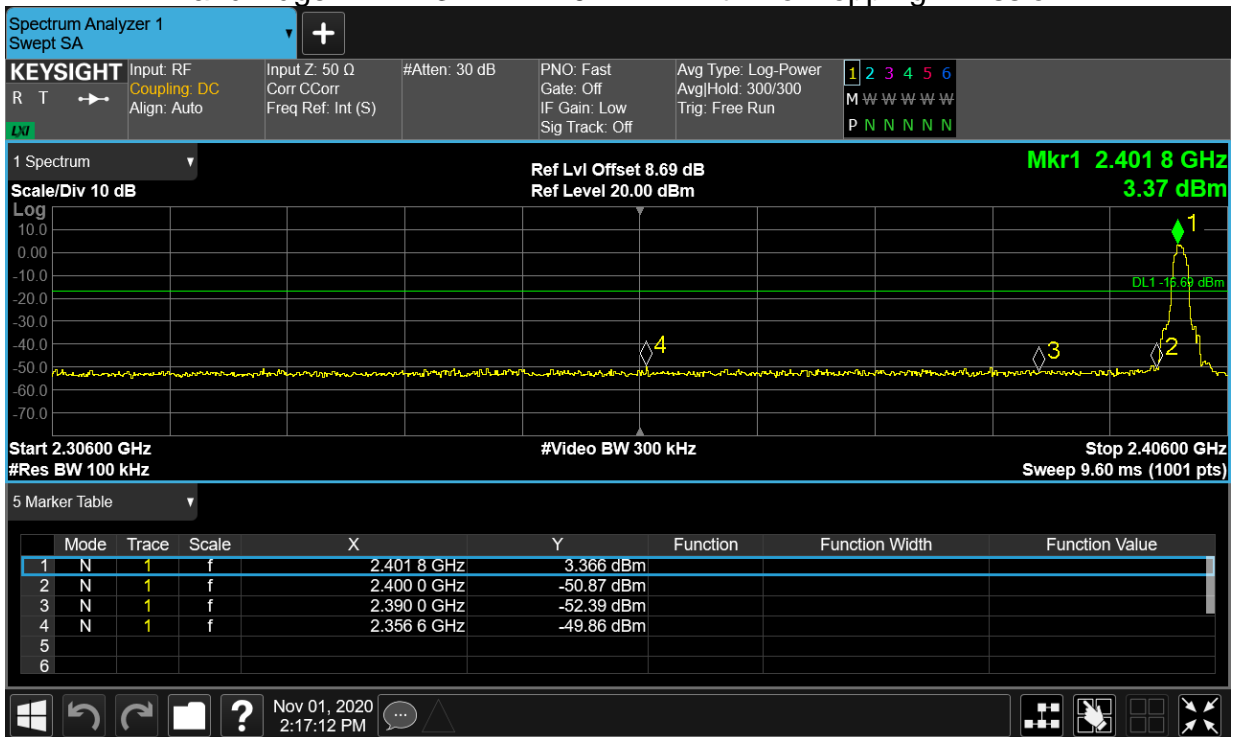 Spectrum Analyzer 1
Swept SA
+
KEYSIGHT
R T
LXI
Input: RF
Coupling: DC
Align: Auto
Input Z: 50 Ω
Corr CCorr
Freq Ref: Int (S)
#Atten: 30 dB
PNO: Fast
Gate: Off
IF Gain: Low
Sig Track: Off
Avg Type: Log-Power
Avg|Hold: 300/300
Trig: Free Run
1 2 3 4 5 6
M W W W W W
P N N N N N
1 Spectrum
Scale/Div 10 dB
Ref Lvl Offset 8.69 dB
Ref Level 20.00 dBm
Mkr1 2.401 8 GHz
3.37 dBm
Log
10.0
0.00
-10.0
-20.0
-30.0
-40.0
-50.0
-60.0
-70.0
1
DL1 -16.69 dBm
4
3
2
Start 2.30600 GHz
#Res BW 100 kHz
#Video BW 300 kHz
Stop 2.40600 GHz
Sweep 9.60 ms (1001 pts)
5 Marker Table
Mode Trace Scale X Y Function Function Width Function Value
1 N 1 f 2.401 8 GHz 3.366 dBm
2 N 1 f 2.400 0 GHz -50.87 dBm
3 N 1 f 2.390 0 GHz -52.39 dBm
4 N 1 f 2.356 6 GHz -49.86 dBm
5
6
?
Nov 01, 2020
2:17:12 PM